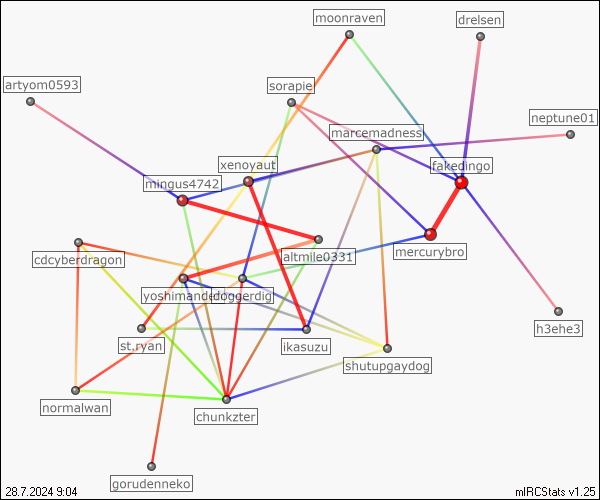 moonraven
drelsen
artyom0593
sorapie
neptune01
marcemadness
xenoyaut
fakedingo
mingus4742
altmile0331
mercurybro
cdcyberdragon
doggerdig
h3ehe3
st.ryan
ikasuzu
shutupgaydog
normalwan
chunkzter
gorudenneko
28.7.2024 9:04
mIRCStats v1.25